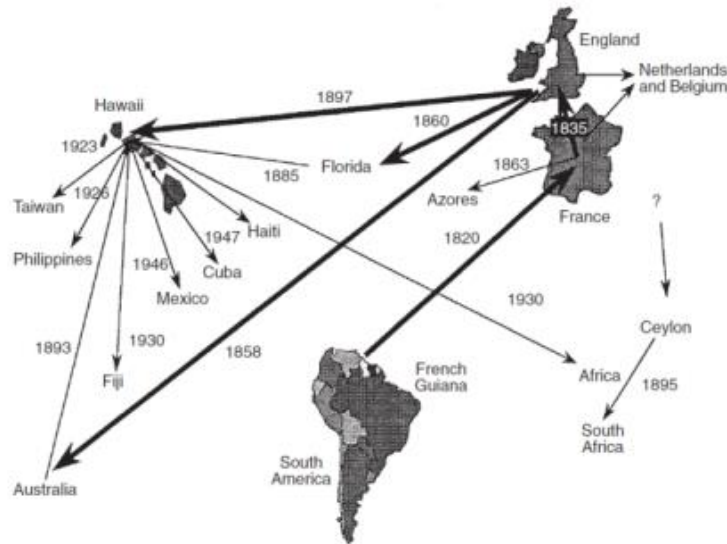 England
Netherlands
and Belgium
Hawaii
1897
1860
1835
1923
1885
Florida
1863
Azores
France
?
Taiwan
1926
Haiti
1947
Cuba
1820
Philippines
1946
Mexico
1930
Ceylon
1893
1930
1858
Fiji
French
Guiana
Africa
1895
South
Africa
South
America
Australia